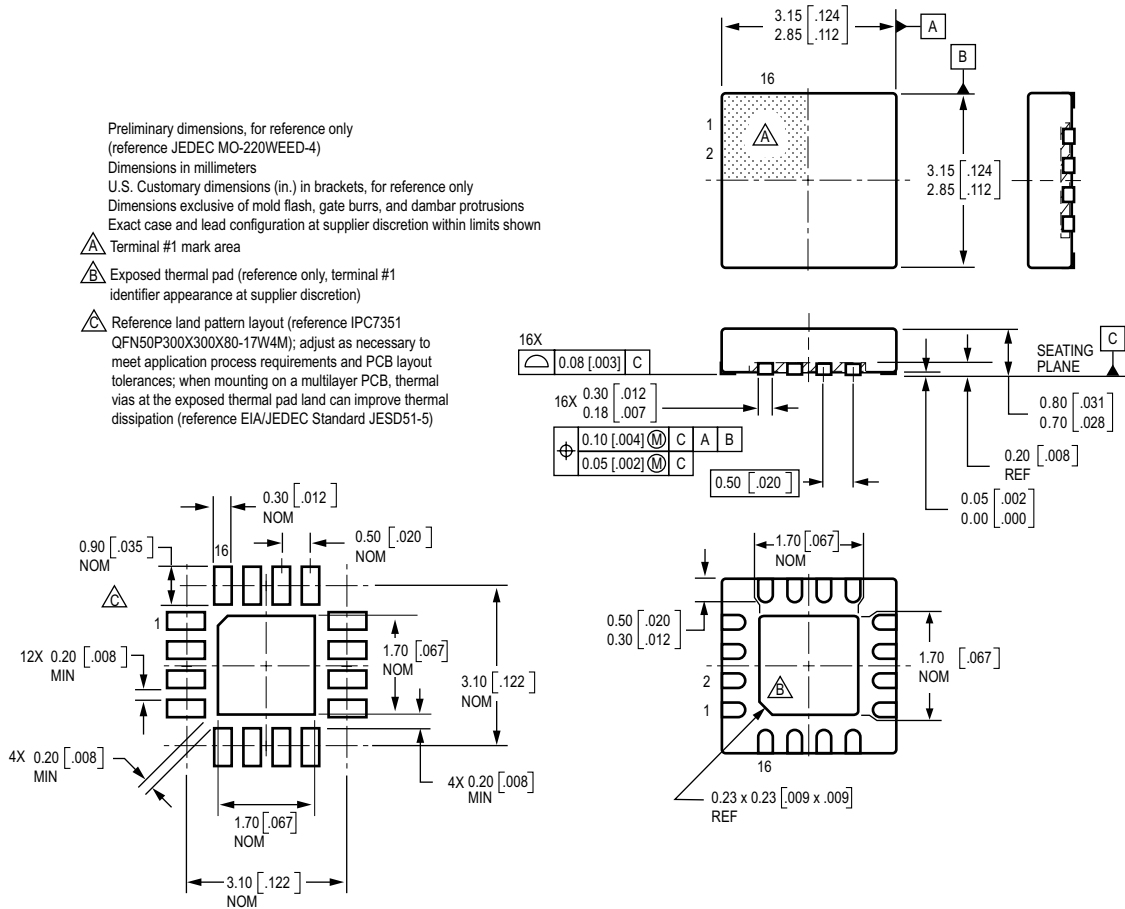 3.15 [.124]
2.85 [.112]
A
B
16
1
2
A
3.15 [.124]
2.85 [.112]
Preliminary dimensions, for reference only
(reference JEDEC MO-220WEED-4)
Dimensions in millimeters
U.S. Customary dimensions (in.) in brackets, for reference only
Dimensions exclusive of mold flash, gate burrs, and dambar protrusions
Exact case and lead configuration at supplier discretion within limits shown
A Terminal #1 mark area
B Exposed thermal pad (reference only, terminal #1
identifier appearance at supplier discretion)
C Reference land pattern layout (reference IPC7351
QFN50P300X300X80-17W4M); adjust as necessary to
meet application process requirements and PCB layout
tolerances; when mounting on a multilayer PCB, thermal
vias at the exposed thermal pad land can improve thermal
dissipation (reference EIA/JEDEC Standard JESD51-5)
16X
0.08 [.003] C
SEATING
PLANE
C
16X 0.30 [.012]
0.18 [.007]
0.10 [.004] Ⓜ C A B
0.05 [.002] Ⓜ C
0.50 [.020]
0.80 [.031]
0.70 [.028]
0.20 [.008]
REF
0.05 [.002]
0.00 [.000]
0.30 [.012]
NOM
0.50 [.020]
NOM
0.90 [.035]
NOM
16
C
1
12X 0.20 [.008]
MIN
1.70 [.067]
NOM
3.10 [.122]
NOM
4X 0.20 [.008]
MIN
4X 0.20 [.008]
MIN
1.70 [.067]
NOM
3.10 [.122]
NOM
1.70 [.067]
NOM
0.50 [.020]
0.30 [.012]
1.70 [.067]
NOM
2
1
B
16
0.23 x 0.23 [.009 x .009]
REF